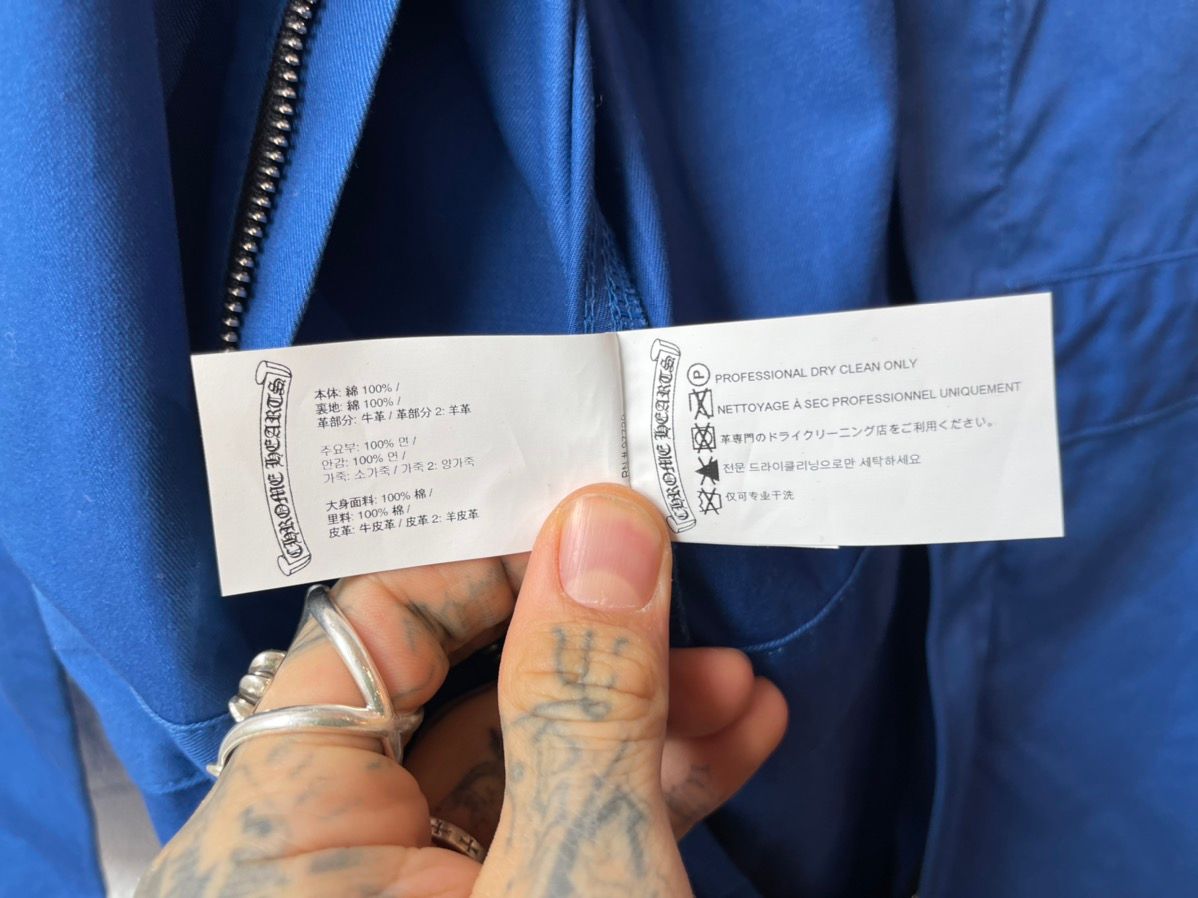 CHROME HEARTS
本体: 綿 100% /
裏地: 綿 100% /
革部分: 牛革 / 革部分 2: 羊革
주요부: 100% 면 /
안감: 100% 면 /
가죽: 소가죽 / 가죽 2: 양가죽
大身面料: 100% 棉 /
里料: 100% 棉 /
皮革: 牛皮革 / 皮革 2: 羊皮革
RN #
CHROME HEARTS
P
PROFESSIONAL DRY CLEAN ONLY
NETTOYAGE À SEC PROFESSIONNEL UNIQUEMENT
革専門のドライクリーニング店をご利用ください。
전문 드라이클리닝으로만 세탁하세요
仅可专业干洗